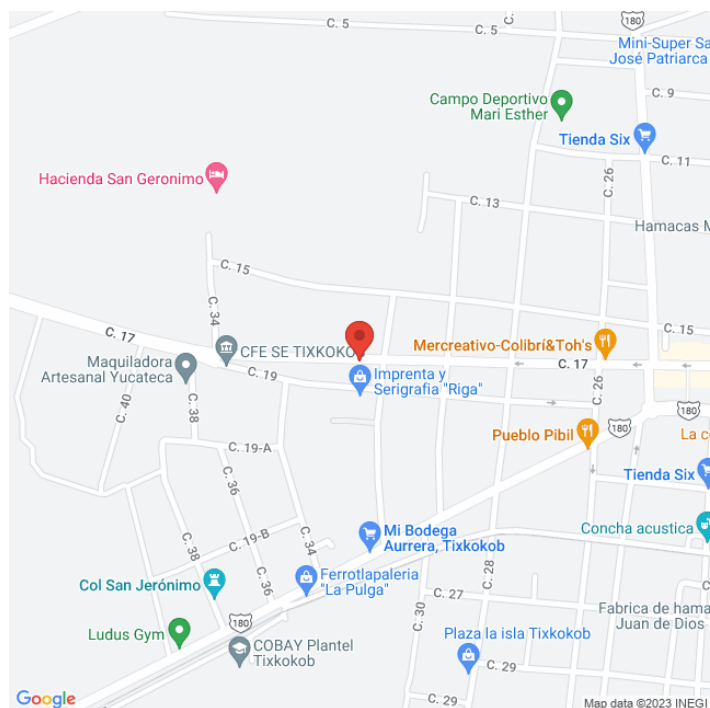 C. 5
C. 5
180
Mini-Super Sa
José Patriarca
Campo Deportivo
Mari Esther
C. 9
Tienda Six
C. 11
C. 26
Hacienda San Geronimo
C. 13
Hamacas M
C. 15
C. 34
C. 15
C. 17
CFE SE TIXKOKOB
Mercreativo-Colibrí&Toh's
C. 17
Maquiladora
Artesanal Yucateca
C. 19
Imprenta y
Serigrafia "Riga"
C. 26
C. 40
C. 38
180
180
Pueblo Pibil
La c
C. 19-A
C. 36
Tienda Six
Concha acustica
C. 19-B
C. 34
C. 38
Mi Bodega
Aurrera, Tixkokob
C. 28
Col San Jerónimo
C. 36
Ferrotlapaleria
"La Pulga"
C. 30
C. 27
Fabrica de hama
Juan de Dios
180
Ludus Gym
COBAY Plantel
Tixkokob
Plaza la isla Tixkokob
C. 29
C. 29
Google
Map data ©2023 INEGI